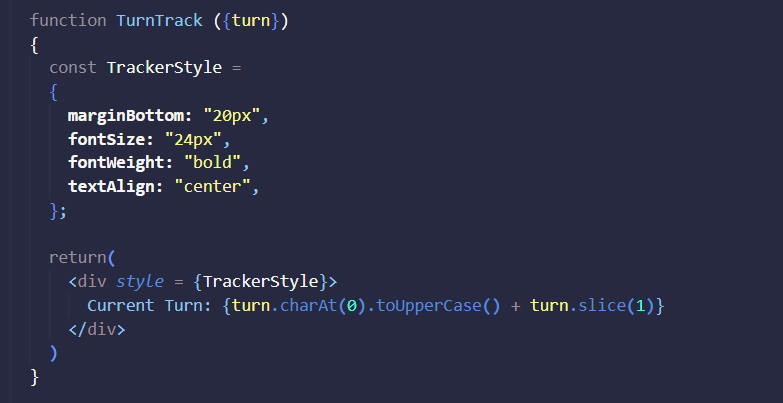 function TurnTrack ({turn})
{
  const TrackerStyle =
  {
    marginBottom: "20px",
    fontSize: "24px",
    fontWeight: "bold",
    textAlign: "center",
  };

  return(
    <div style = {TrackerStyle}>
      Current Turn: {turn.charAt(0).toUpperCase() + turn.slice(1)}
    </div>
  )
}